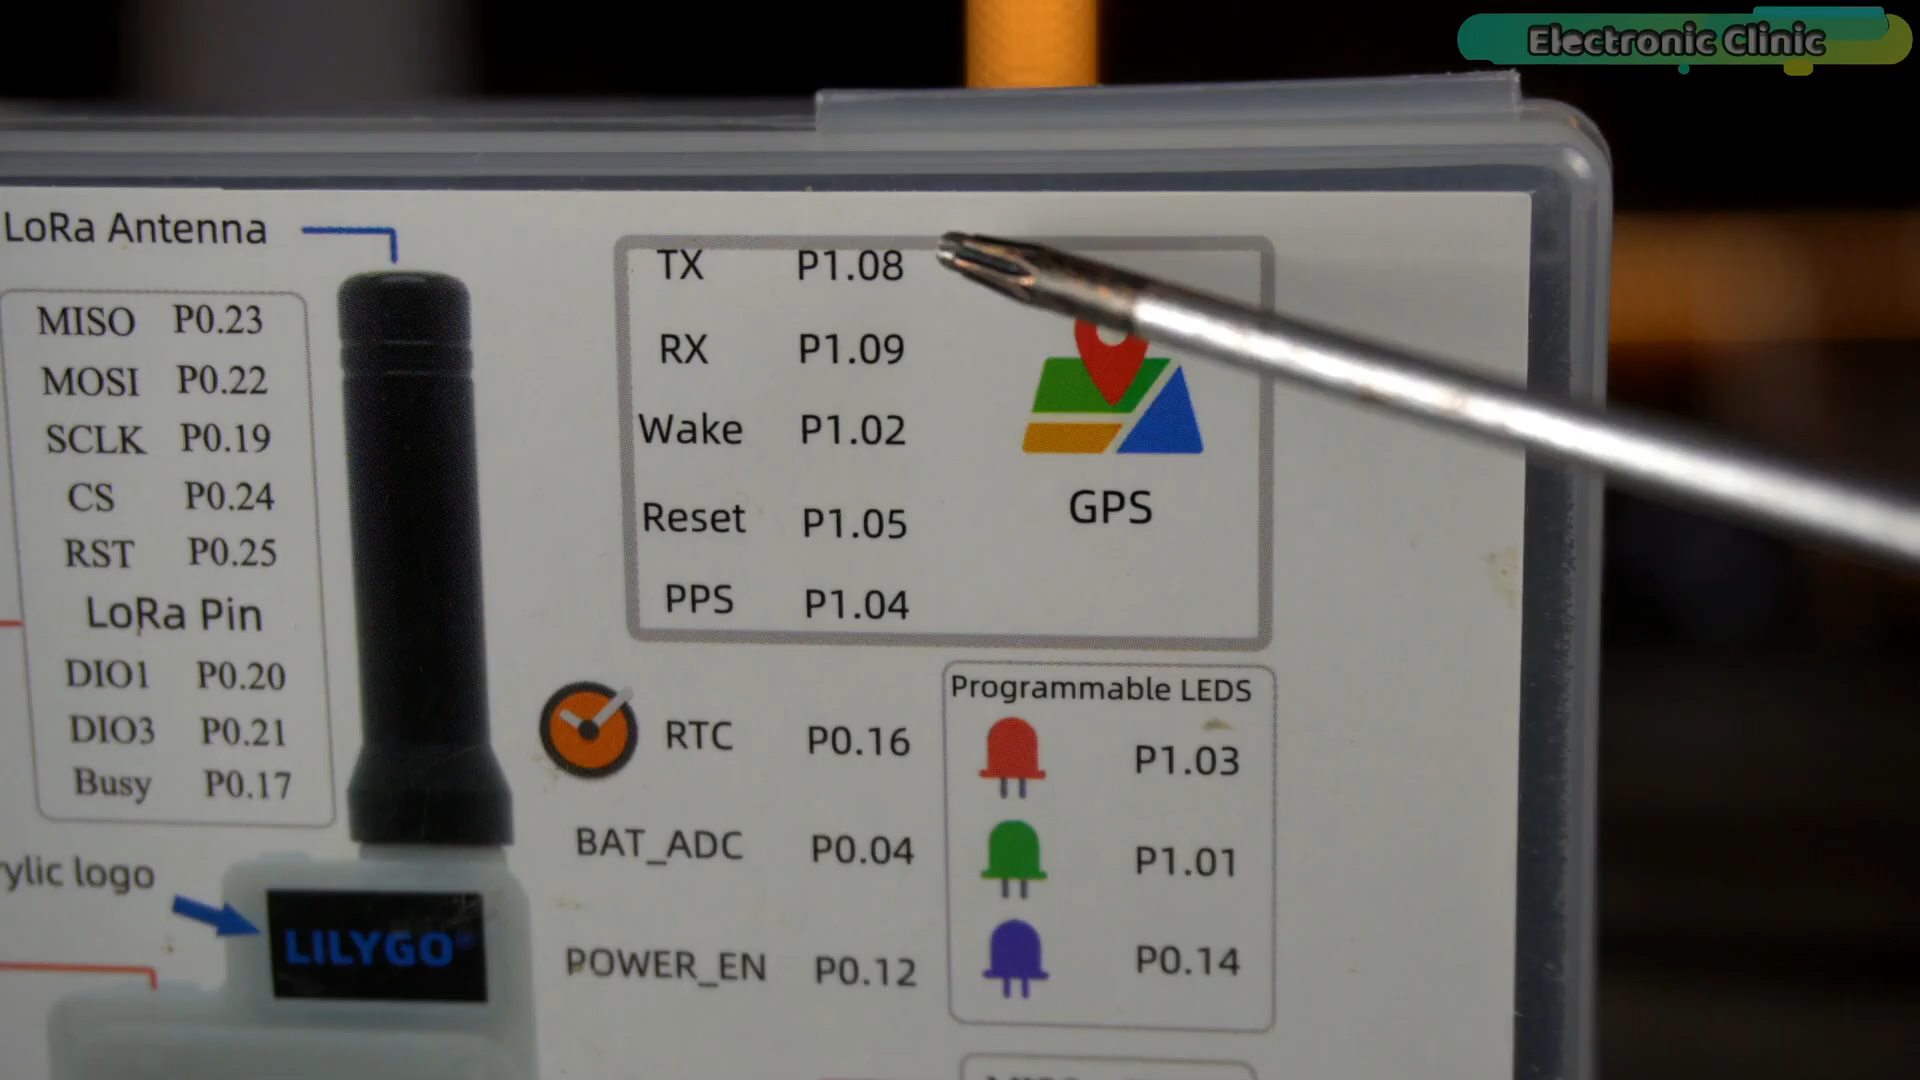 Electronic Clinic
LoRa Antenna
MISO P0.23
MOSI P0.22
SCLK P0.19
CS P0.24
RST P0.25
LoRa Pin
DIO1 P0.20
DIO3 P0.21
Busy P0.17
TX P1.08
RX P1.09
Wake P1.02
Reset P1.05
PPS P1.04
GPS
RTC P0.16
BAT_ADC P0.04
POWER_EN P0.12
Programmable LEDS
P1.03
P1.01
P0.14
logo
LILYGO®